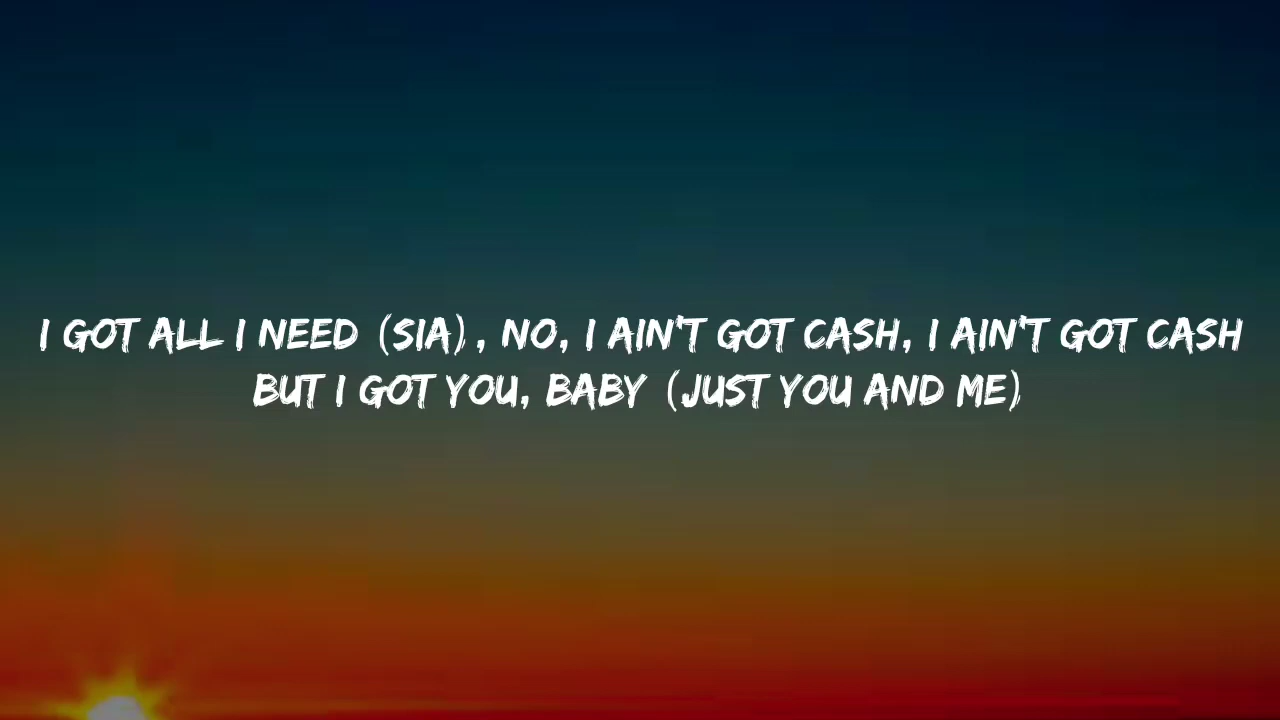 I GOT ALL I NEED (SIA), NO, I AIN'T GOT CASH, I AIN'T GOT CASH
BUT I GOT YOU, BABY (JUST YOU AND ME)